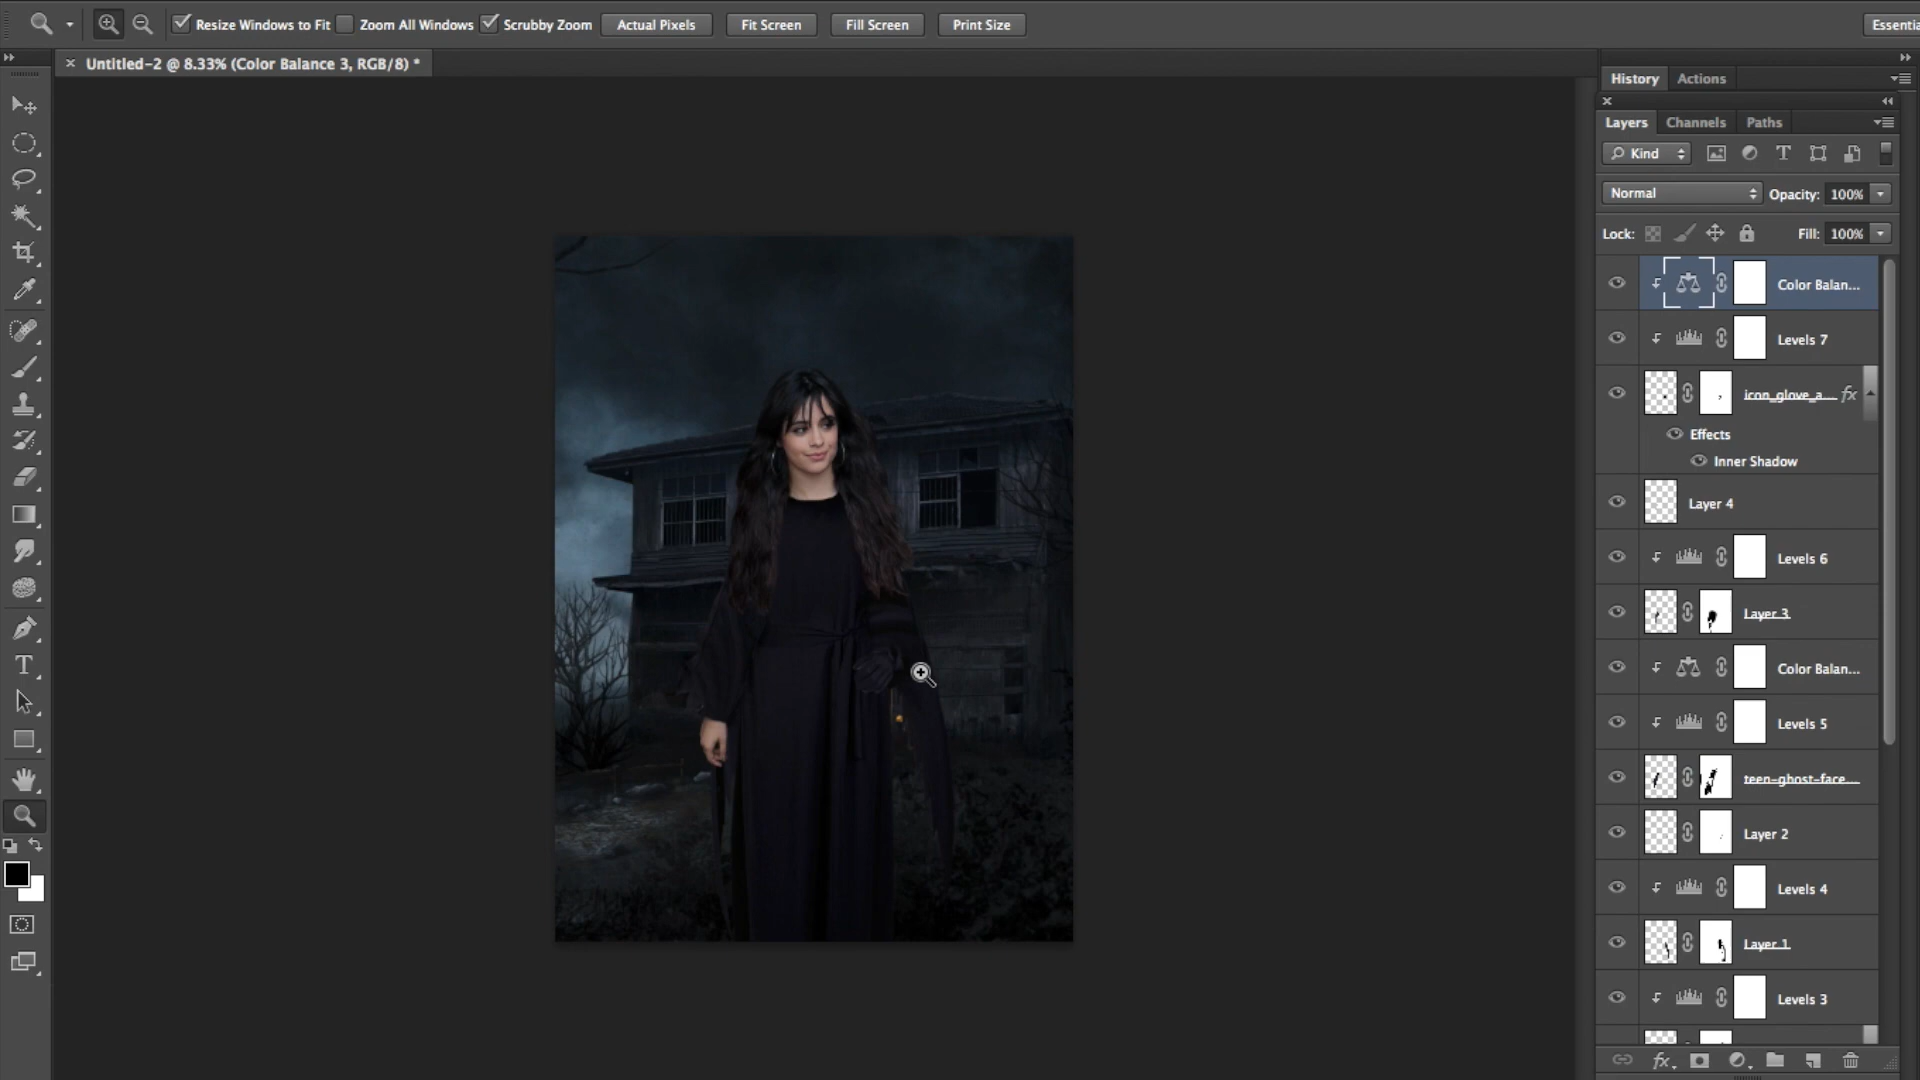 Resize Windows to Fit Zoom All Windows Scrubby Zoom Actual Pixels Fit Screen Fill Screen Print Size Essentia
Untitled-2 @ 8.33% (Color Balance 3, RGB/8) *
History Actions
Layers Channels Paths
Kind
Normal Opacity: 100%
Lock: Fill: 100%
Color Balan...
Levels 7
icon_glove_a... fx
Effects
Inner Shadow
Layer 4
Levels 6
Layer 3
Color Balan...
Levels 5
teen-ghost-face...
Layer 2
Levels 4
Layer 1
Levels 3
fx